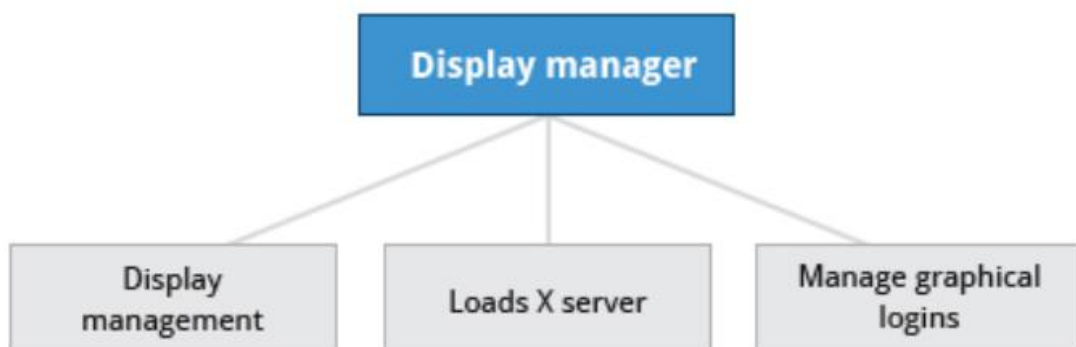 Display manager
Display
management
Loads X server
Manage graphical
logins